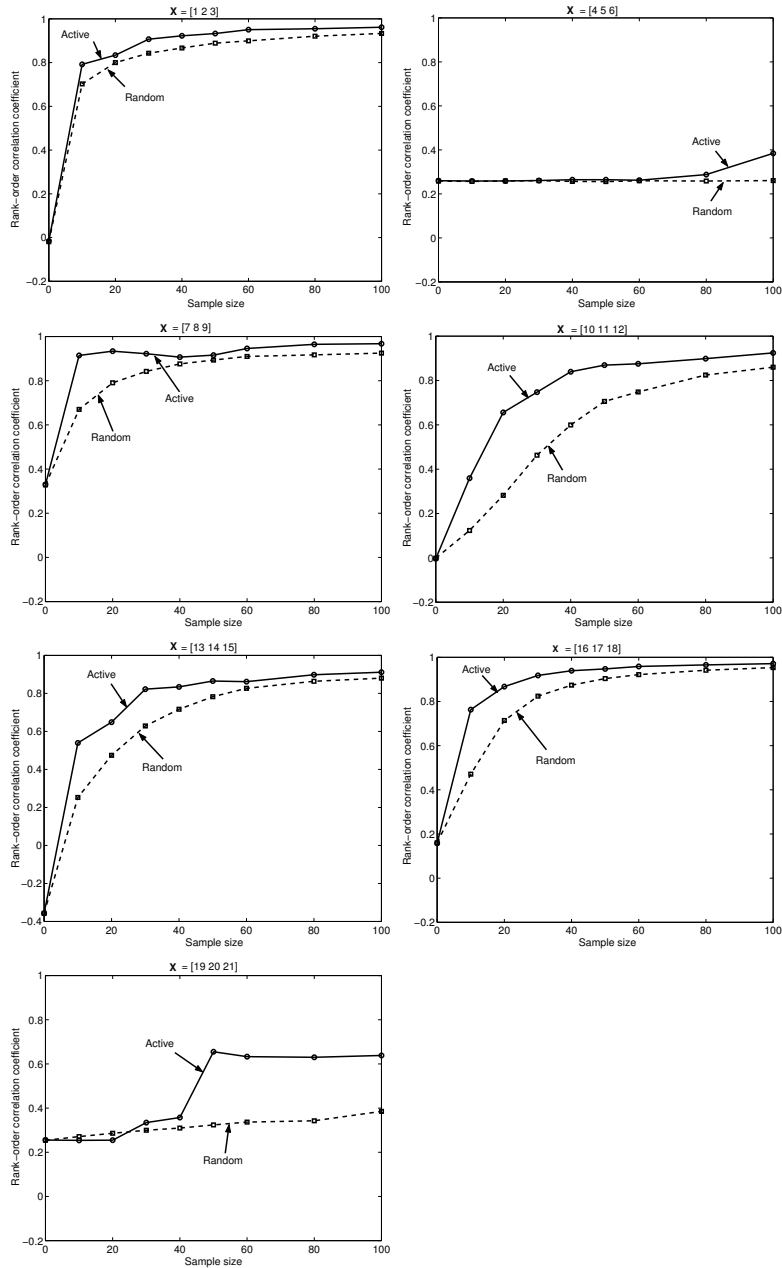 X = [1 2 3]
1
0.8
0.6
0.4
0.2
0
−0.2
Rank−order correlation coefficient
Active
Random
0 20 40 60 80 100
Sample size
X = [4 5 6]
1
0.8
0.6
0.4
0.2
0
−0.2
Rank−order correlation coefficient
Active
Random
0 20 40 60 80 100
Sample size
X = [7 8 9]
1
0.8
0.6
0.4
0.2
0
−0.2
Rank−order correlation coefficient
Active
Random
0 20 40 60 80 100
Sample size
X = [10 11 12]
1
0.8
0.6
0.4
0.2
0
−0.2
Rank−order correlation coefficient
Active
Random
0 20 40 60 80 100
Sample size
X = [13 14 15]
1
0.8
0.6
0.4
0.2
0
−0.2
−0.4
Rank−order correlation coefficient
Active
Random
0 20 40 60 80 100
Sample size
X = [16 17 18]
1
0.8
0.6
0.4
0.2
0
−0.2
Rank−order correlation coefficient
Active
Random
0 20 40 60 80 100
Sample size
X = [19 20 21]
1
0.8
0.6
0.4
0.2
0
−0.2
Rank−order correlation coefficient
Active
Random
0 20 40 60 80 100
Sample size